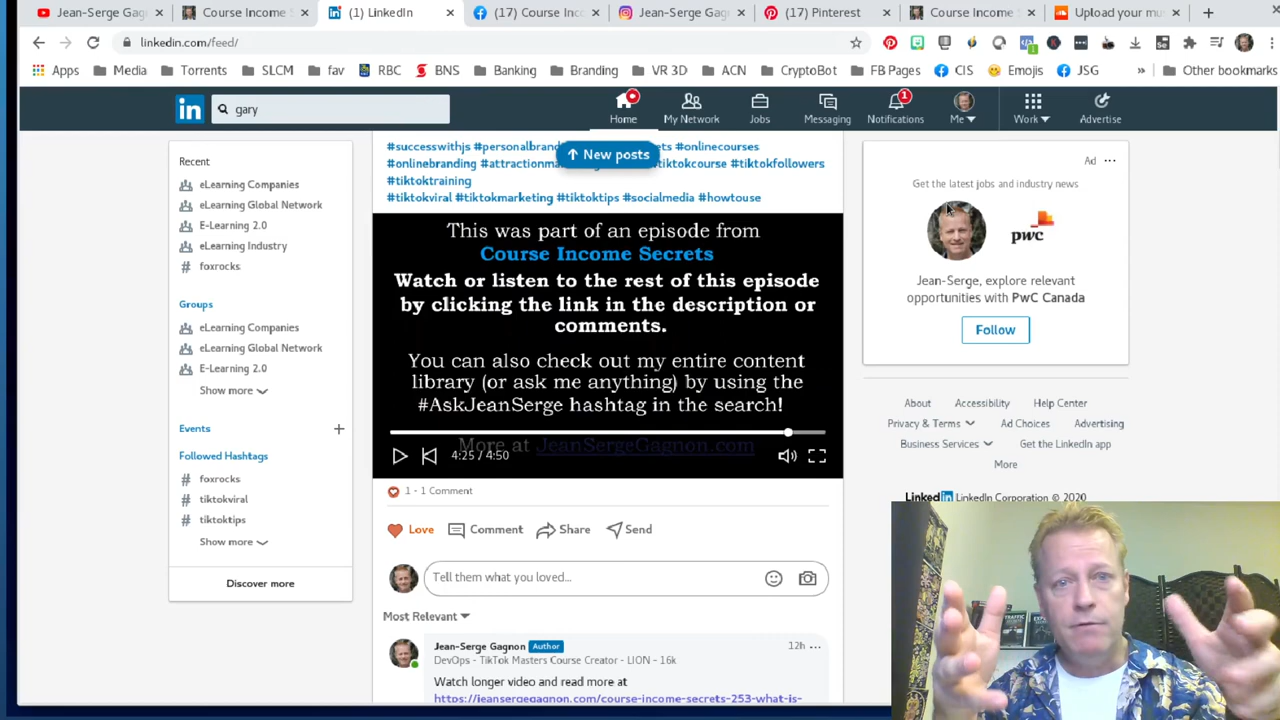 Jean-Serge Gag
Course Income S
(1) LinkedIn
(17) Course Inc
Jean-Serge Gag
(17) Pinterest
Course Income S
Upload your mus
linkedin.com/feed/
Apps
Media
Torrents
SLCM
fav
RBC
BNS
Banking
Branding
VR 3D
ACN
CryptoBot
FB Pages
CIS
Emojis
JSG
»
Other bookmarks
in
gary
Home
My Network
Jobs
Messaging
1
Notifications
Me
Work
Advertise
Recent
eLearning Companies
eLearning Global Network
E-Learning 2.0
eLearning Industry
# foxrocks
Groups
eLearning Companies
eLearning Global Network
E-Learning 2.0
Show more
Events
Followed Hashtags
# foxrocks
# tiktokviral
# tiktoktips
Show more
Discover more
#successwithjs #personalbrand ets #onlinecourses
↑ New posts
#onlinebranding #attractionma tiktokcourse #tiktokfollowers
#tiktoktraining
#tiktokviral #tiktokmarketing #tiktoktips #socialmedia #howtouse
This was part of an episode from
Course Income Secrets
Watch or listen to the rest of this episode
by clicking the link in the description or
comments.
You can also check out my entire content
library (or ask me anything) by using the
#AskJeanSerge hashtag in the search!
More at JeanSergeGagnon.com
4:25 / 4:50
1 · 1 Comment
Love
Comment
Share
Send
Tell them what you loved...
Most Relevant
Jean-Serge Gagnon Author
12h ...
DevOps - TikTok Masters Course Creator - LION - 16k
Watch longer video and read more at
https://jeansergegagnon.com/course-income-secrets-253-what-is-
Ad ...
Get the latest jobs and industry news
pwc
Jean-Serge, explore relevant
opportunities with PwC Canada
Follow
About
Accessibility
Help Center
Privacy & Terms
Ad Choices
Advertising
Business Services
Get the LinkedIn app
More
LinkedIn LinkedIn Corporation © 2020